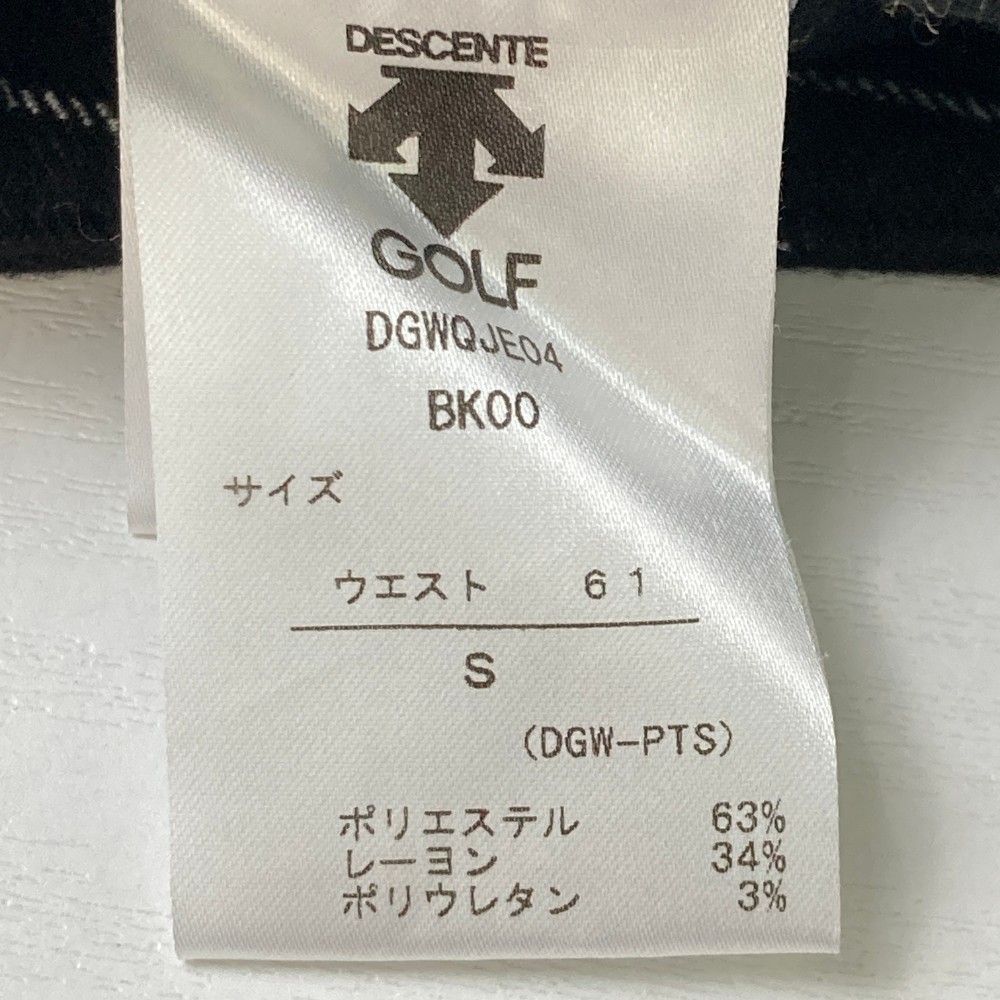 DESCENTE
GOLF
DGWQJE04
BK00
サイズ
ウエスト 61
S
(DGW-PTS)
ポリエステル 63%
レーヨン 34%
ポリウレタン 3%